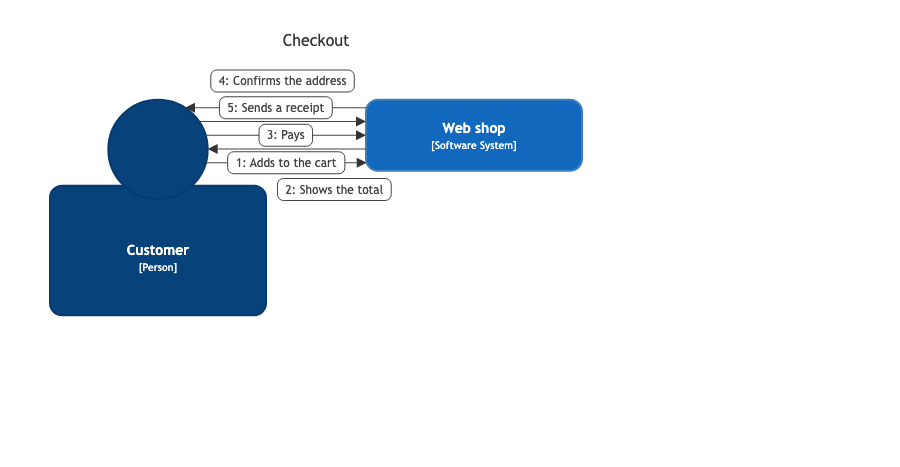 Checkout
4: Confirms the address
5: Sends a receipt
3: Pays
1: Adds to the cart
2: Shows the total
Web shop
[Software System]
Customer
[Person]